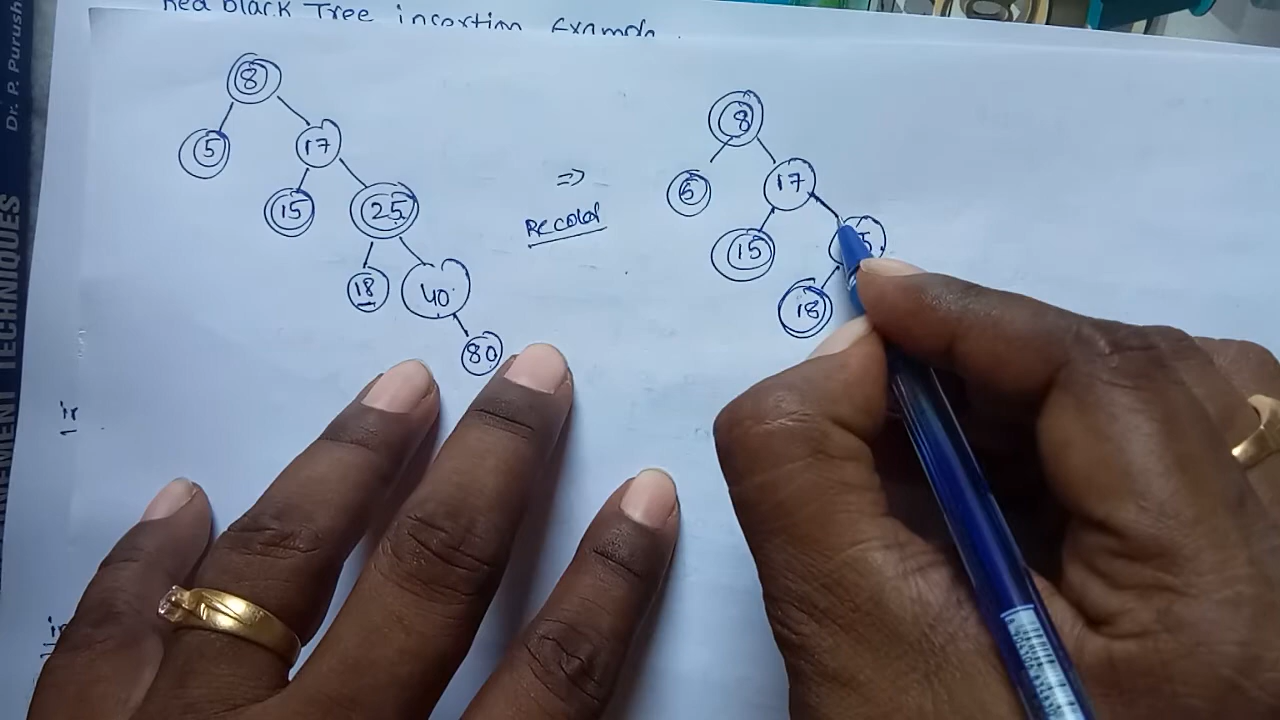 Red black Tree insertion Example.
8
5 17
15 25
18 40
80
=>
Recolor
8
5 17
15
18
Dr. P. Purush
EMENT TECHNIQUES